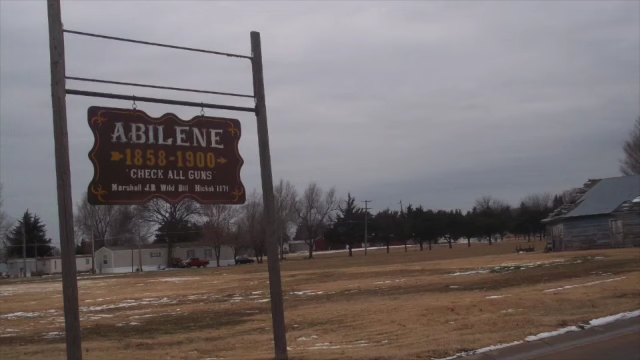 ABILENE
1858-1900
"CHECK ALL GUNS"
Marshall J.B. Wild Bill Hickok 1871